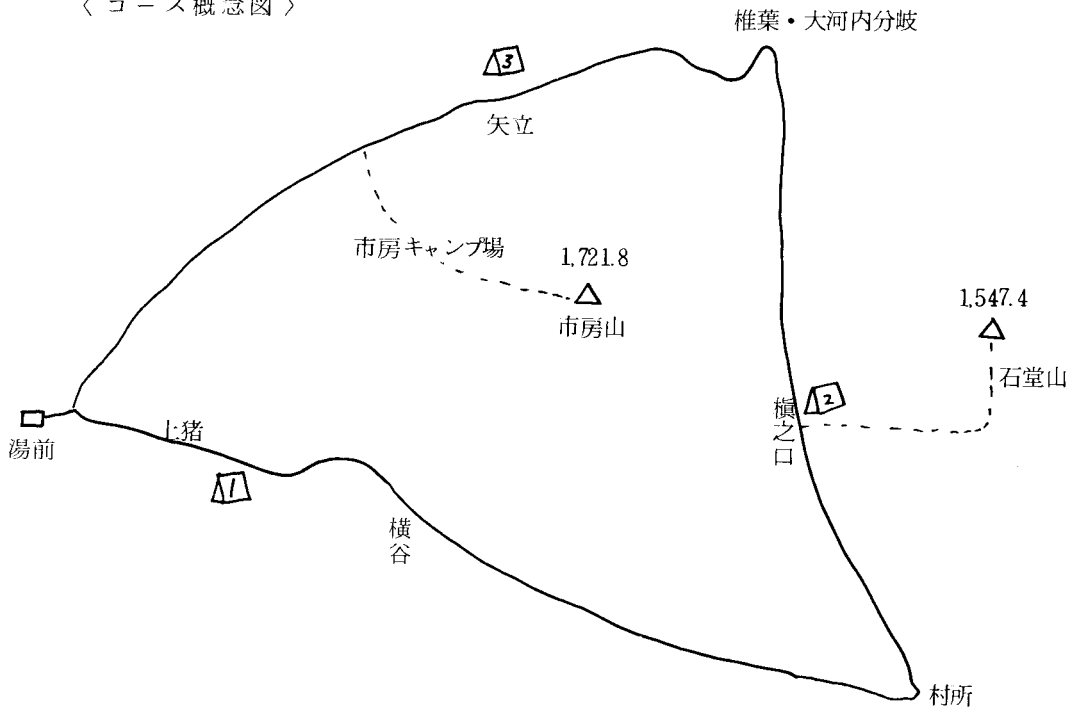 〈コース概念図〉
椎葉・大河内分岐
3
矢立
市房キャンプ場
1,721.8
市房山
1,547.4
石堂山
2
槇之口
湯前
上猪
1
横谷
村所